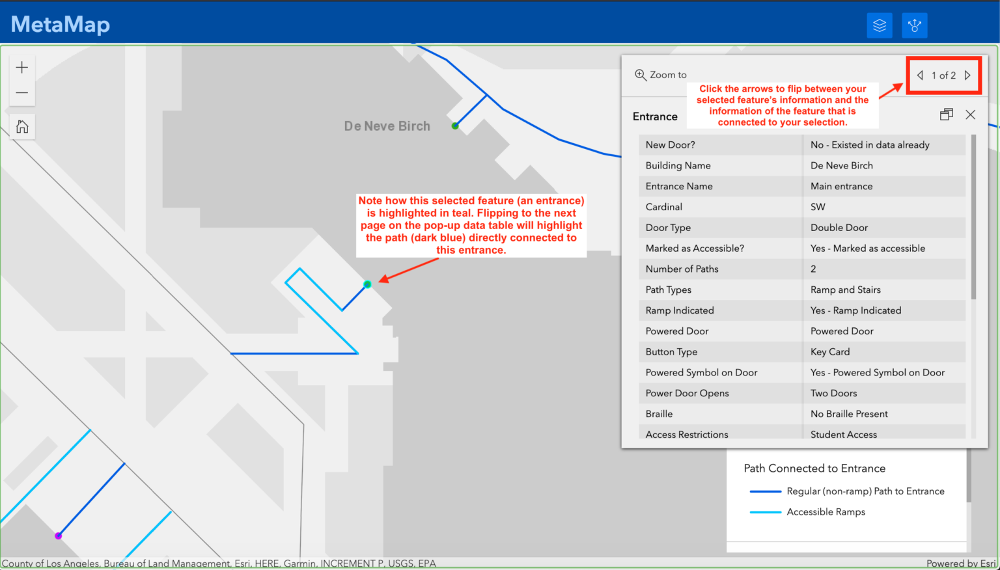 MetaMap
Zoom to
1 of 2
Click the arrows to flip between your
selected feature's information and the
information of the feature that is
connected to your selection.
Entrance
New Door? No - Existed in data already
Building Name De Neve Birch
Entrance Name Main entrance
Cardinal SW
Door Type Double Door
Marked as Accessible? Yes - Marked as accessible
Number of Paths 2
Path Types Ramp and Stairs
Ramp Indicated Yes - Ramp Indicated
Powered Door Powered Door
Button Type Key Card
Powered Symbol on Door Yes - Powered Symbol on Door
Power Door Opens Two Doors
Braille No Braille Present
Access Restrictions Student Access
De Neve Birch
Note how this selected feature (an entrance)
is highlighted in teal. Flipping to the next
page on the pop-up data table will highlight
the path (dark blue) directly connected to
this entrance.
Path Connected to Entrance
Regular (non-ramp) Path to Entrance
Accessible Ramps
County of Los Angeles, Bureau of Land Management, Esri, HERE, Garmin, INCREMENT P, USGS, EPA
Powered by Esri